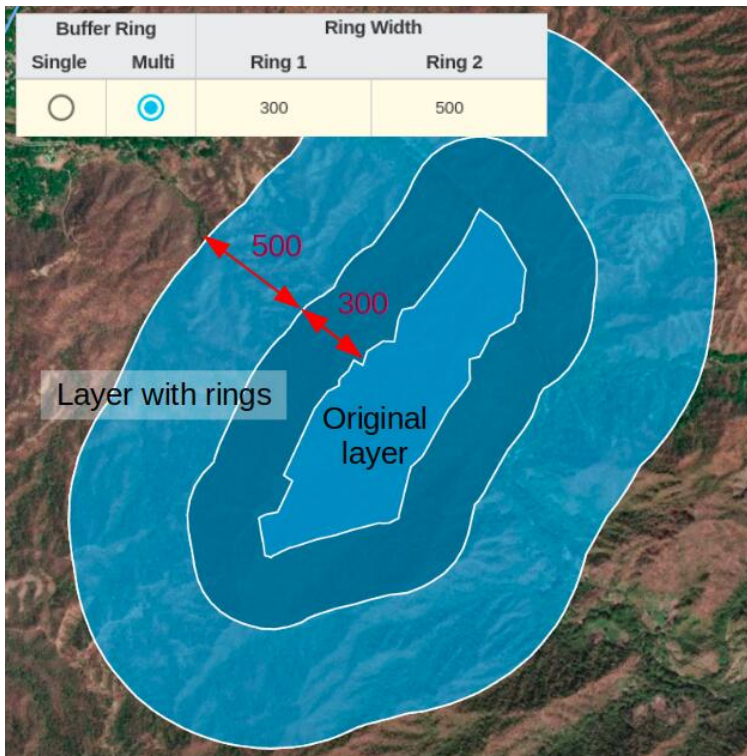 Buffer Ring Ring Width
Single Multi Ring 1 Ring 2
300 500
500
300
Layer with rings
Original
layer